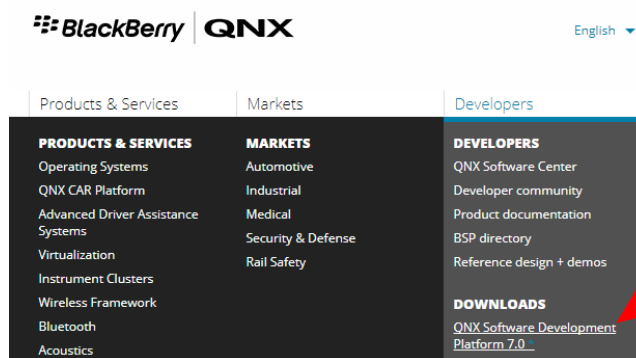 BlackBerry QNX
English
Products & Services
Markets
Developers
PRODUCTS & SERVICES
Operating Systems
QNX CAR Platform
Advanced Driver Assistance
Systems
Virtualization
Instrument Clusters
Wireless Framework
Bluetooth
Acoustics
MARKETS
Automotive
Industrial
Medical
Security & Defense
Rail Safety
DEVELOPERS
QNX Software Center
Developer community
Product documentation
BSP directory
Reference design + demos
DOWNLOADS
QNX Software Development
Platform 7.0